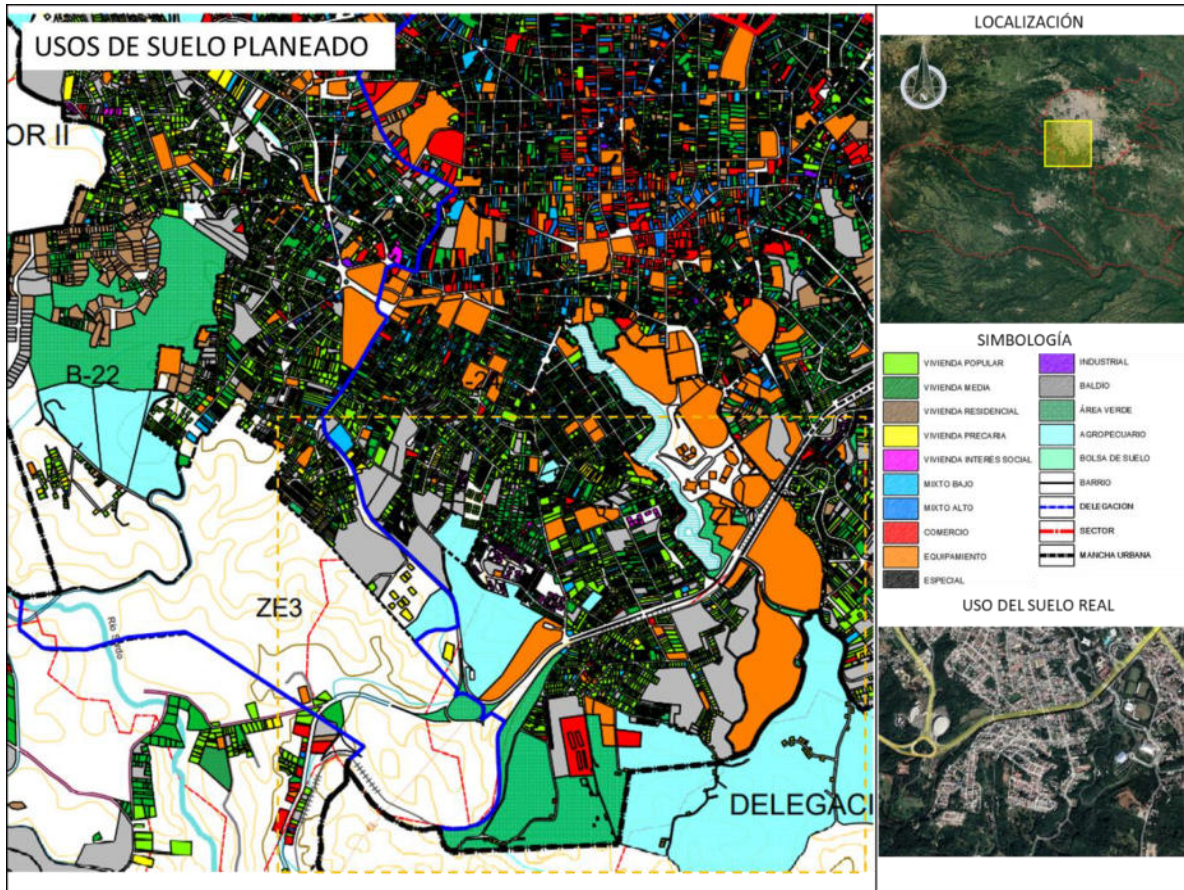 USOS DE SUELO PLANEADO
OR II
B-22
ZE3
Río Sordo
DELEGACI
LOCALIZACIÓN
SIMBOLOGÍA
VIVIENDA POPULAR
VIVIENDA MEDIA
VIVIENDA RESIDENCIAL
VIVIENDA PRECARIA
VIVIENDA INTERÉS SOCIAL
MIXTO BAJO
MIXTO ALTO
COMERCIO
EQUIPAMIENTO
ESPECIAL
INDUSTRIAL
BALDIO
ÁREA VERDE
AGROPECUARIO
BOLSA DE SUELO
BARRIO
DELEGACION
SECTOR
MANCHA URBANA
USO DEL SUELO REAL